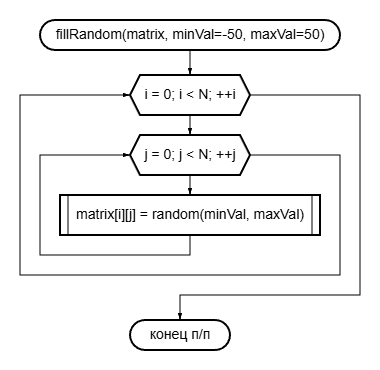 fillRandom(matrix, minVal=-50, maxVal=50)
i = 0; i < N; ++i
j = 0; j < N; ++j
matrix[i][j] = random(minVal, maxVal)
конец п/п